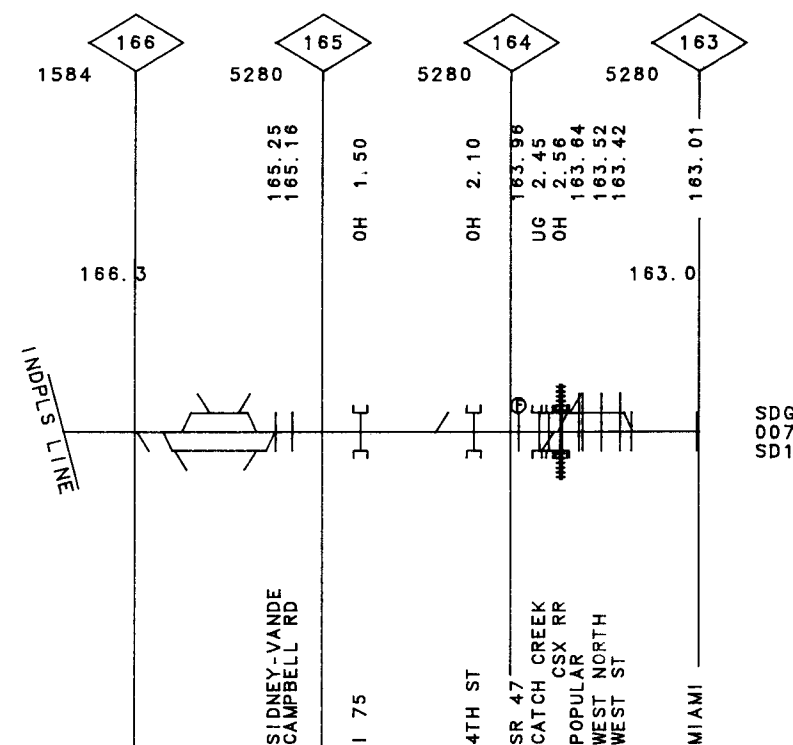 166
165
164
163
1584
5280
5280
5280
165.25
165.16
OH 1.50
OH 2.10
163.96
UG 2.45
OH 2.56
163.64
163.52
163.42
163.01
166.3
163.0
INDPLS LINE
F
SDG
007
SD1
SIDNEY-VANDE
CAMPBELL RD
I 75
4TH ST
SR 47
CATCH CREEK
CSX RR
POPULAR
WEST NORTH
WEST ST
MIAMI